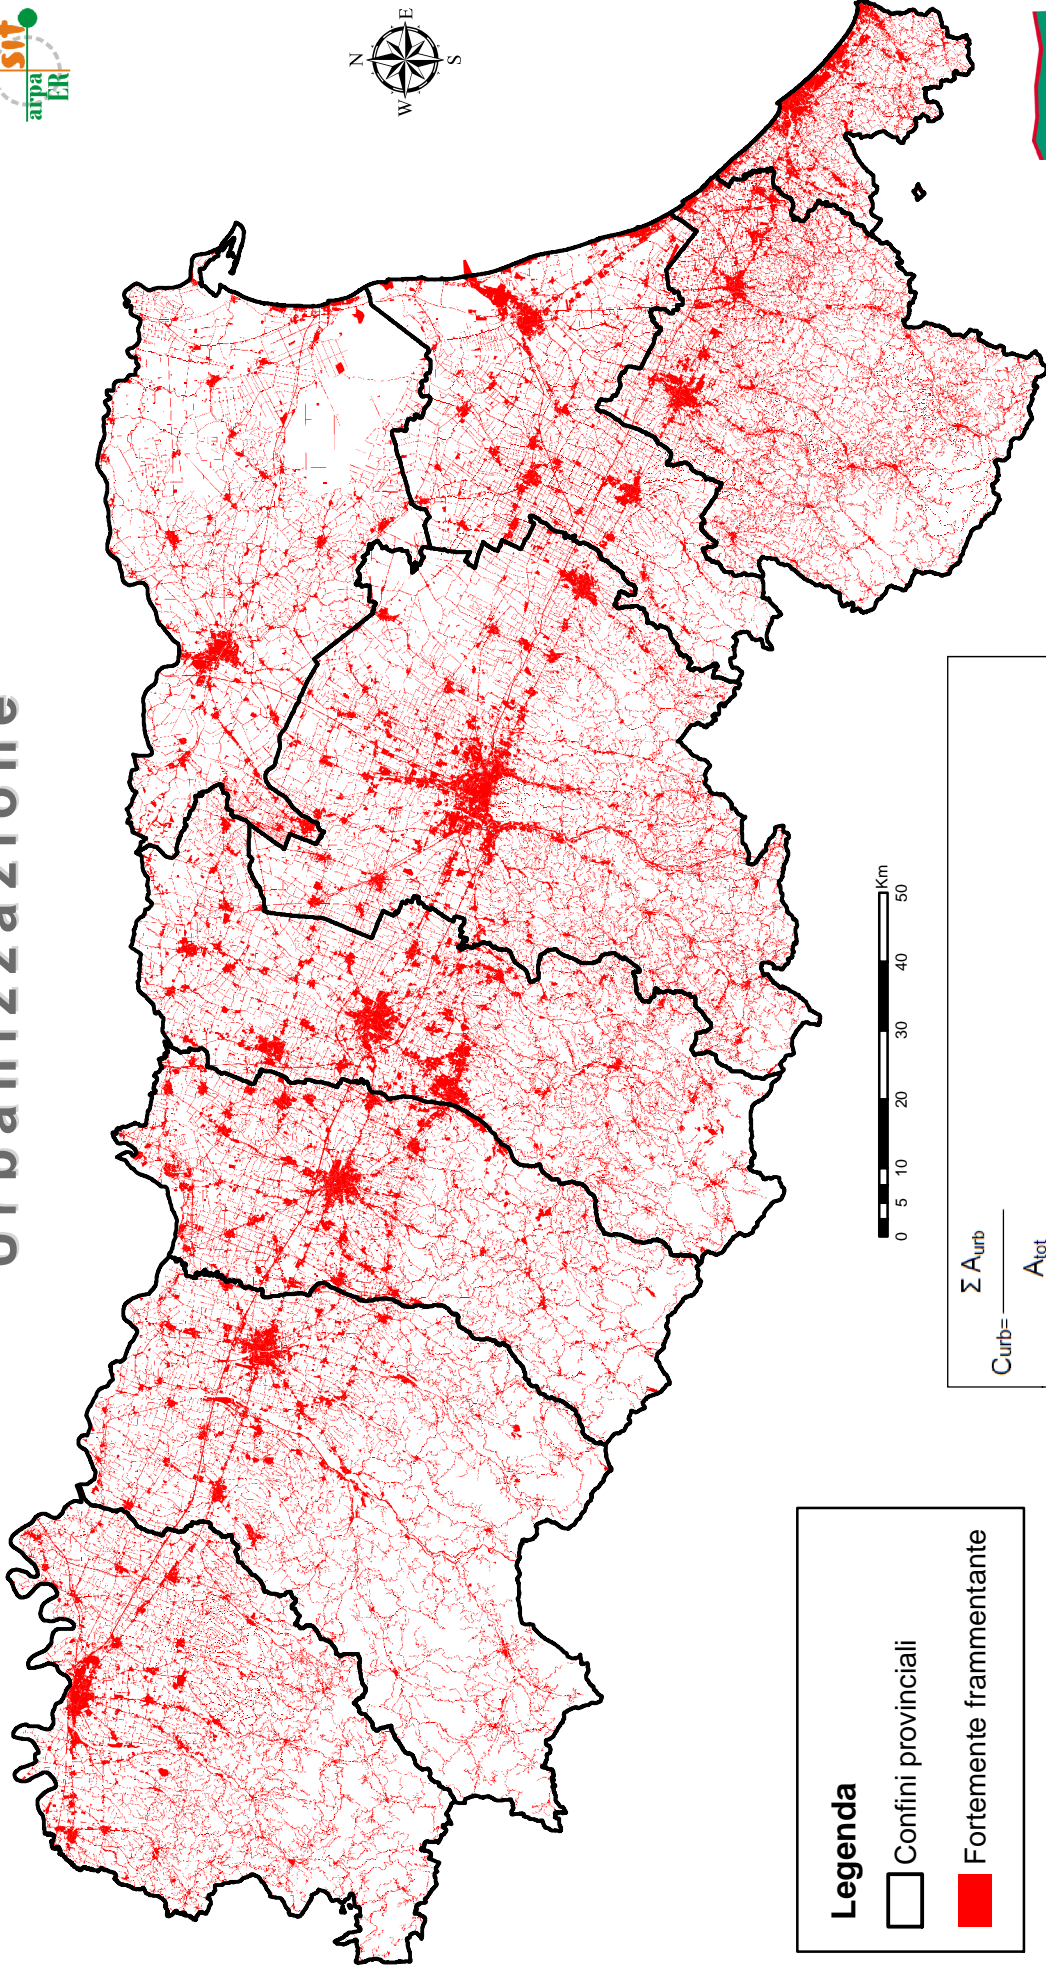 Urbanizzazione
sit
arpa
ER
N
W E
S
Km
0 5 10 20 30 40 50
Legenda
Confini provinciali
Fortemente frammentante
Σ Aurb
Curb=
Atot